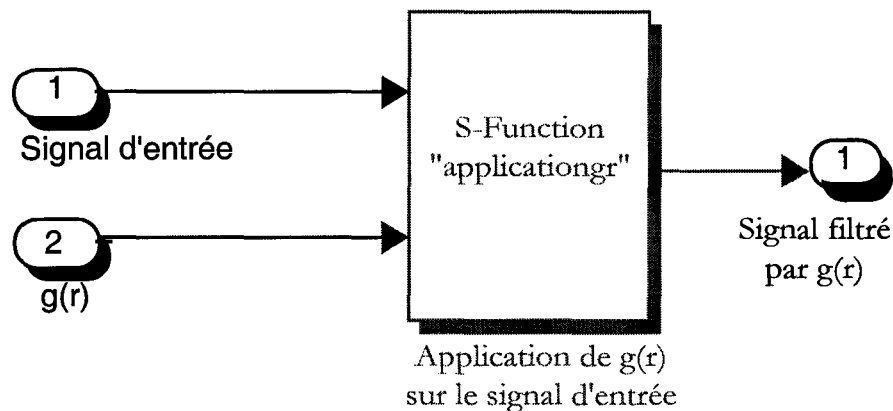 1
Signal d'entrée
2
g(r)
S-Function
"applicationgr"
Application de g(r)
sur le signal d'entrée
1
Signal filtré
par g(r)